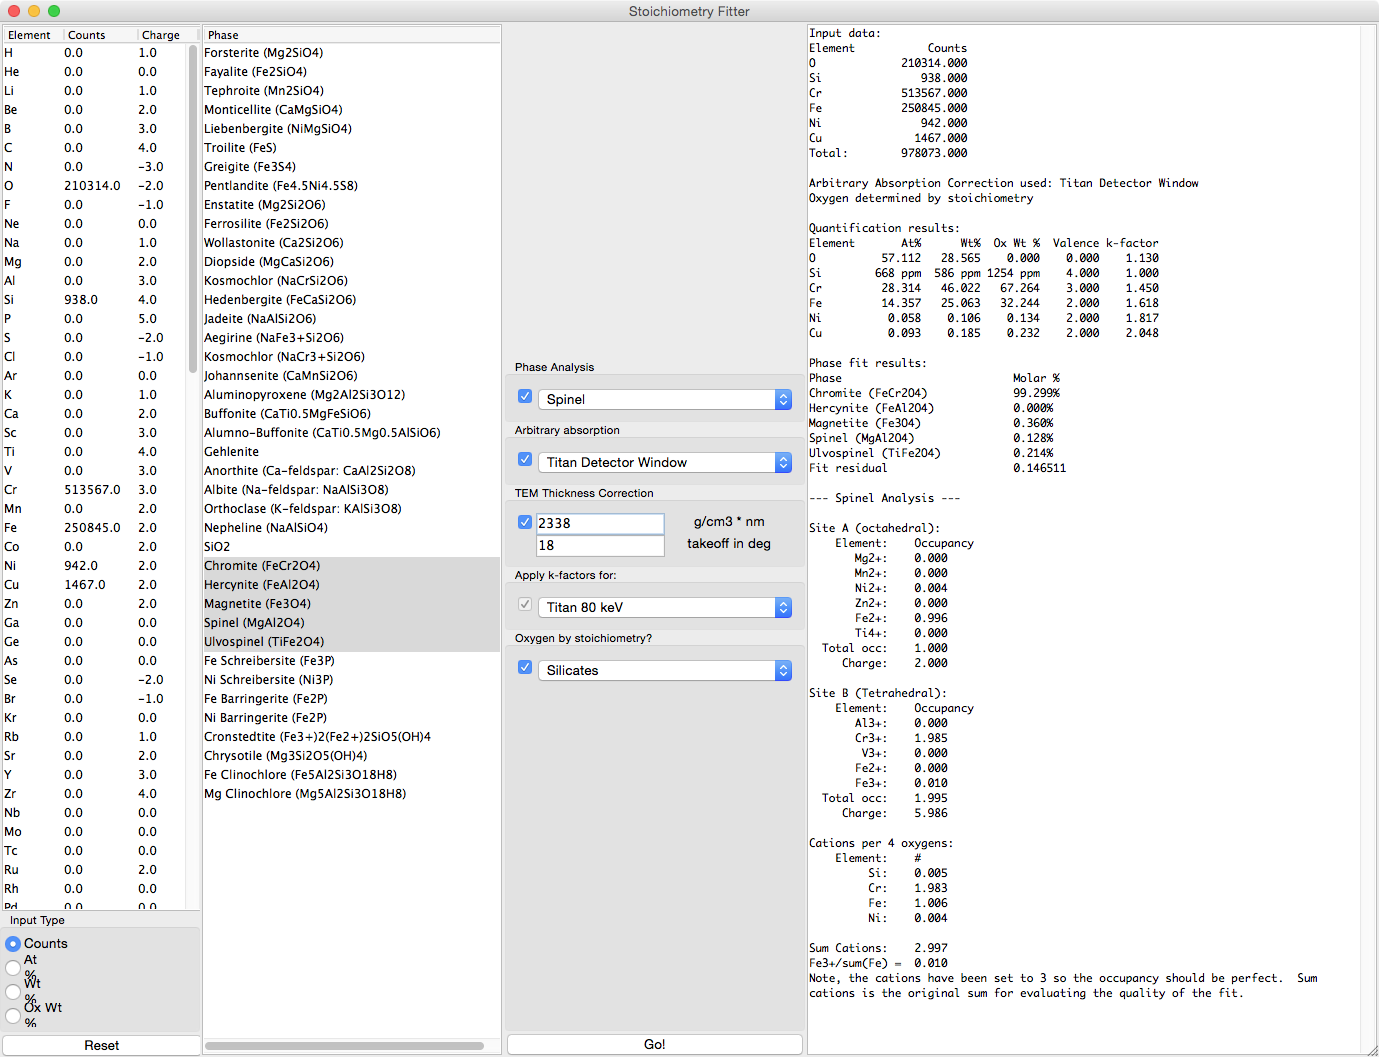 Stoichiometry Fitter
Element Counts Charge
H 0.0 1.0
He 0.0 0.0
Li 0.0 1.0
Be 0.0 2.0
B 0.0 3.0
C 0.0 4.0
N 0.0 -3.0
O 210314.0 -2.0
F 0.0 -1.0
Ne 0.0 0.0
Na 0.0 1.0
Mg 0.0 2.0
Al 0.0 3.0
Si 938.0 4.0
P 0.0 5.0
S 0.0 -2.0
Cl 0.0 -1.0
Ar 0.0 0.0
K 0.0 1.0
Ca 0.0 2.0
Sc 0.0 3.0
Ti 0.0 4.0
V 0.0 3.0
Cr 513567.0 3.0
Mn 0.0 2.0
Fe 250845.0 2.0
Co 0.0 2.0
Ni 942.0 2.0
Cu 1467.0 2.0
Zn 0.0 2.0
Ga 0.0 0.0
Ge 0.0 0.0
As 0.0 0.0
Se 0.0 -2.0
Br 0.0 -1.0
Kr 0.0 0.0
Rb 0.0 1.0
Sr 0.0 2.0
Y 0.0 3.0
Zr 0.0 4.0
Nb 0.0 0.0
Mo 0.0 0.0
Tc 0.0 0.0
Ru 0.0 2.0
Rh 0.0 0.0
Pd 0.0 0.0
Input Type
Counts
At
%
Wt
%
Ox Wt
%
Reset
Phase
Forsterite (Mg2SiO4)
Fayalite (Fe2SiO4)
Tephroite (Mn2SiO4)
Monticellite (CaMgSiO4)
Liebenbergite (NiMgSiO4)
Troilite (FeS)
Greigite (Fe3S4)
Pentlandite (Fe4.5Ni4.5S8)
Enstatite (Mg2Si2O6)
Ferrosilite (Fe2Si2O6)
Wollastonite (Ca2Si2O6)
Diopside (MgCaSi2O6)
Kosmochlor (NaCrSi2O6)
Hedenbergite (FeCaSi2O6)
Jadeite (NaAlSi2O6)
Aegirine (NaFe3+Si2O6)
Kosmochlor (NaCr3+Si2O6)
Johannsenite (CaMnSi2O6)
Aluminopyroxene (Mg2Al2Si3O12)
Buffonite (CaTi0.5MgFeSiO6)
Alumno-Buffonite (CaTi0.5Mg0.5AlSiO6)
Gehlenite
Anorthite (Ca-feldspar: CaAl2Si2O8)
Albite (Na-feldspar: NaAlSi3O8)
Orthoclase (K-feldspar: KAlSi3O8)
Nepheline (NaAlSiO4)
SiO2
Chromite (FeCr2O4)
Hercynite (FeAl2O4)
Magnetite (Fe3O4)
Spinel (MgAl2O4)
Ulvospinel (TiFe2O4)
Fe Schreibersite (Fe3P)
Ni Schreibersite (Ni3P)
Fe Barringerite (Fe2P)
Ni Barringerite (Fe2P)
Cronstedtite (Fe3+)2(Fe2+)2SiO5(OH)4
Chrysotile (Mg3Si2O5(OH)4)
Fe Clinochlore (Fe5Al2Si3O18H8)
Mg Clinochlore (Mg5Al2Si3O18H8)
Phase Analysis
Spinel
Arbitrary absorption
Titan Detector Window
TEM Thickness Correction
2338 g/cm3 * nm
18 takeoff in deg
Apply k-factors for:
Titan 80 keV
Oxygen by stoichiometry?
Silicates
Go!
Input data:
Element Counts
O 210314.000
Si 938.000
Cr 513567.000
Fe 250845.000
Ni 942.000
Cu 1467.000
Total: 978073.000
Arbitrary Absorption Correction used: Titan Detector Window
Oxygen determined by stoichiometry
Quantification results:
Element At% Wt% Ox Wt % Valence k-factor
O 57.112 28.565 0.000 0.000 1.130
Si 668 ppm 586 ppm 1254 ppm 4.000 1.000
Cr 28.314 46.022 67.264 3.000 1.450
Fe 14.357 25.063 32.244 2.000 1.618
Ni 0.058 0.106 0.134 2.000 1.817
Cu 0.093 0.185 0.232 2.000 2.048
Phase fit results:
Phase Molar %
Chromite (FeCr2O4) 99.299%
Hercynite (FeAl2O4) 0.000%
Magnetite (Fe3O4) 0.360%
Spinel (MgAl2O4) 0.128%
Ulvospinel (TiFe2O4) 0.214%
Fit residual 0.146511
--- Spinel Analysis ---
Site A (octahedral):
Element: Occupancy
Mg2+: 0.000
Mn2+: 0.000
Ni2+: 0.004
Zn2+: 0.000
Fe2+: 0.996
Ti4+: 0.000
Total occ: 1.000
Charge: 2.000
Site B (Tetrahedral):
Element: Occupancy
Al3+: 0.000
Cr3+: 1.985
V3+: 0.000
Fe2+: 0.000
Fe3+: 0.010
Total occ: 1.995
Charge: 5.986
Cations per 4 oxygens:
Element: #
Si: 0.005
Cr: 1.983
Fe: 1.006
Ni: 0.004
Sum Cations: 2.997
Fe3+/sum(Fe) = 0.010
Note, the cations have been set to 3 so the occupancy should be perfect. Sum
cations is the original sum for evaluating the quality of the fit.